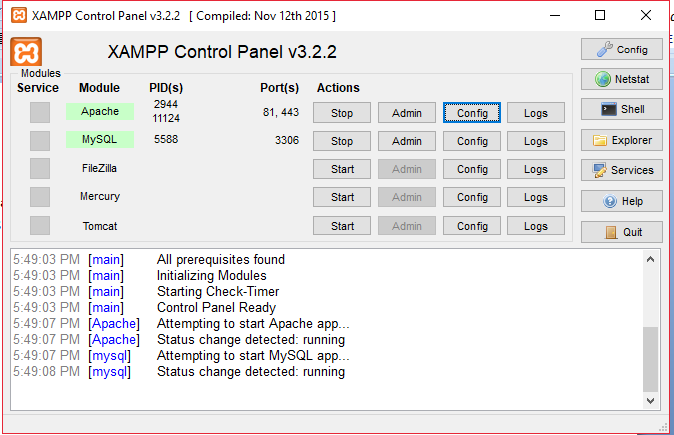 XAMPP Control Panel v3.2.2 [ Compiled: Nov 12th 2015 ]
XAMPP Control Panel v3.2.2
Config
Modules
Service Module PID(s) Port(s) Actions
Netstat
Apache 2944 11124 81, 443 Stop Admin Config Logs
Shell
MySQL 5588 3306 Stop Admin Config Logs
Explorer
FileZilla Start Admin Config Logs
Services
Mercury Start Admin Config Logs
Help
Tomcat Start Admin Config Logs
Quit
5:49:03 PM [main] All prerequisites found
5:49:03 PM [main] Initializing Modules
5:49:03 PM [main] Starting Check-Timer
5:49:03 PM [main] Control Panel Ready
5:49:07 PM [Apache] Attempting to start Apache app...
5:49:07 PM [Apache] Status change detected: running
5:49:07 PM [mysql] Attempting to start MySQL app...
5:49:08 PM [mysql] Status change detected: running